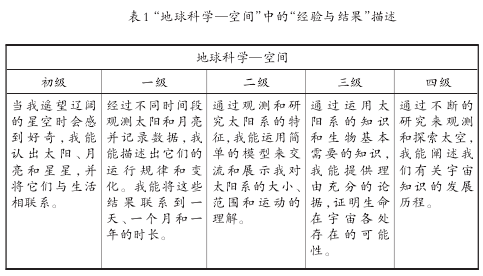 表1“地球科学—空间”中的“经验与结果”描述
地球科学—空间
初级
一级
二级
三级
四级
当我遥望辽阔
的星空时会感
到好奇，我能
认出太阳、月
亮和星星，并
将它们与生活
相联系。
经过不同时间段
观测太阳和月亮
并记录数据，我
能描述出它们的
运行规律和变
化。我能将这些
结果联系到一
天、一个月和一
年的时长。
通过观测和研
究太阳系的特
征，我能运用简
单的模型来交
流和展示我对
太阳系的大小、
范围和运动的
理解。
通过运用太
阳系的知识
和生物基本
需要的知识，
我能提供理
由充分的论
据，证明生命
在宇宙各处
存在的可能
性。
通过不断的
研究来观测
和探索太空，
我能阐述我
们有关宇宙
知识的发展
历程。